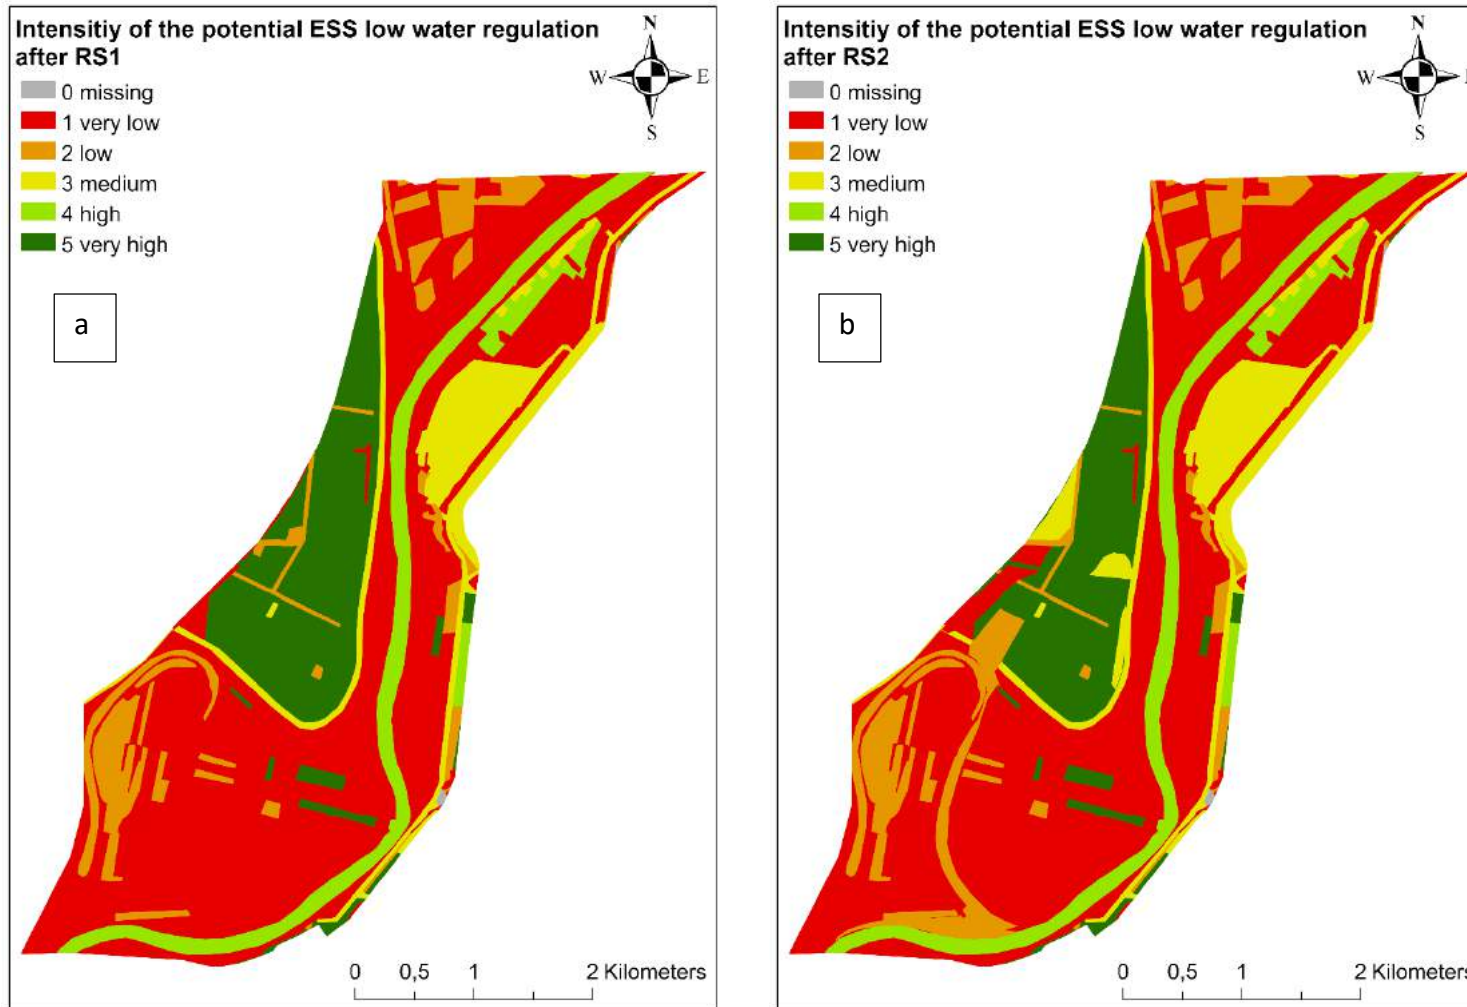 Intensitiy of the potential ESS low water regulation
after RS1
N
W
E
S
0 missing
1 very low
2 low
3 medium
4 high
5 very high
a
0
0,5
1
2 Kilometers
Intensitiy of the potential ESS low water regulation
after RS2
N
W
S
0 missing
1 very low
2 low
3 medium
4 high
5 very high
b
0
0,5
1
2 Kilometers